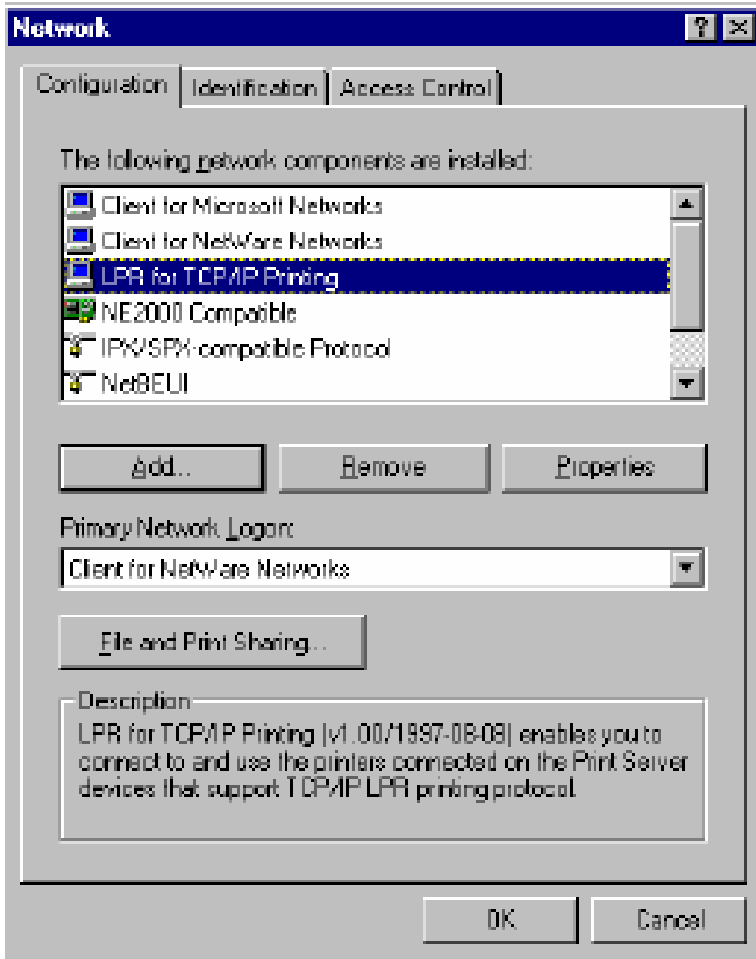 Network
Configuration Identification Access Control
The following network components are installed:
Client for Microsoft Networks
Client for NetWare Networks
LPR for TCP/IP Printing
NE2000 Compatible
IPX/SPX-compatible Protocol
NetBEUI
Add... Remove Properties
Primary Network Logon:
Client for NetWare Networks
File and Print Sharing...
Description
LPR for TCP/IP Printing (v1.00/1997-08-08) enables you to
connect to and use the printers connected on the Print Server
devices that support TCP/IP LPR printing protocol.
OK Cancel